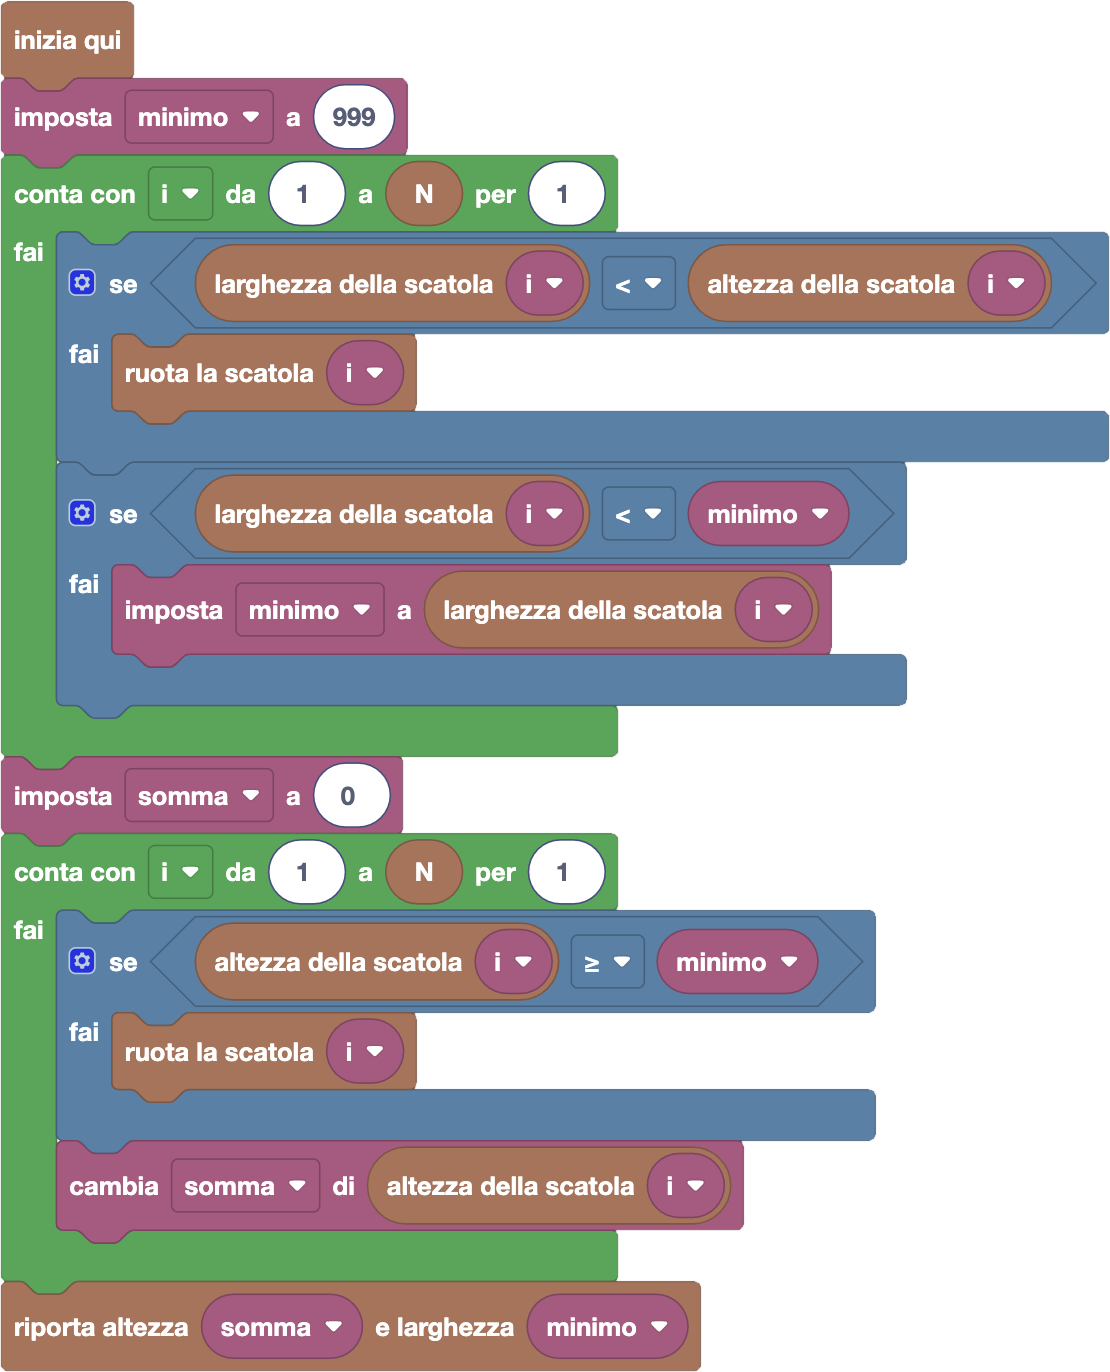 inizia qui
imposta minimo a 999
conta con i da 1 a N per 1
fai
se larghezza della scatola i < altezza della scatola i
fai
ruota la scatola i
se larghezza della scatola i < minimo
fai
imposta minimo a larghezza della scatola i
imposta somma a 0
conta con i da 1 a N per 1
fai
se altezza della scatola i ≥ minimo
fai
ruota la scatola i
cambia somma di altezza della scatola i
riporta altezza somma e larghezza minimo